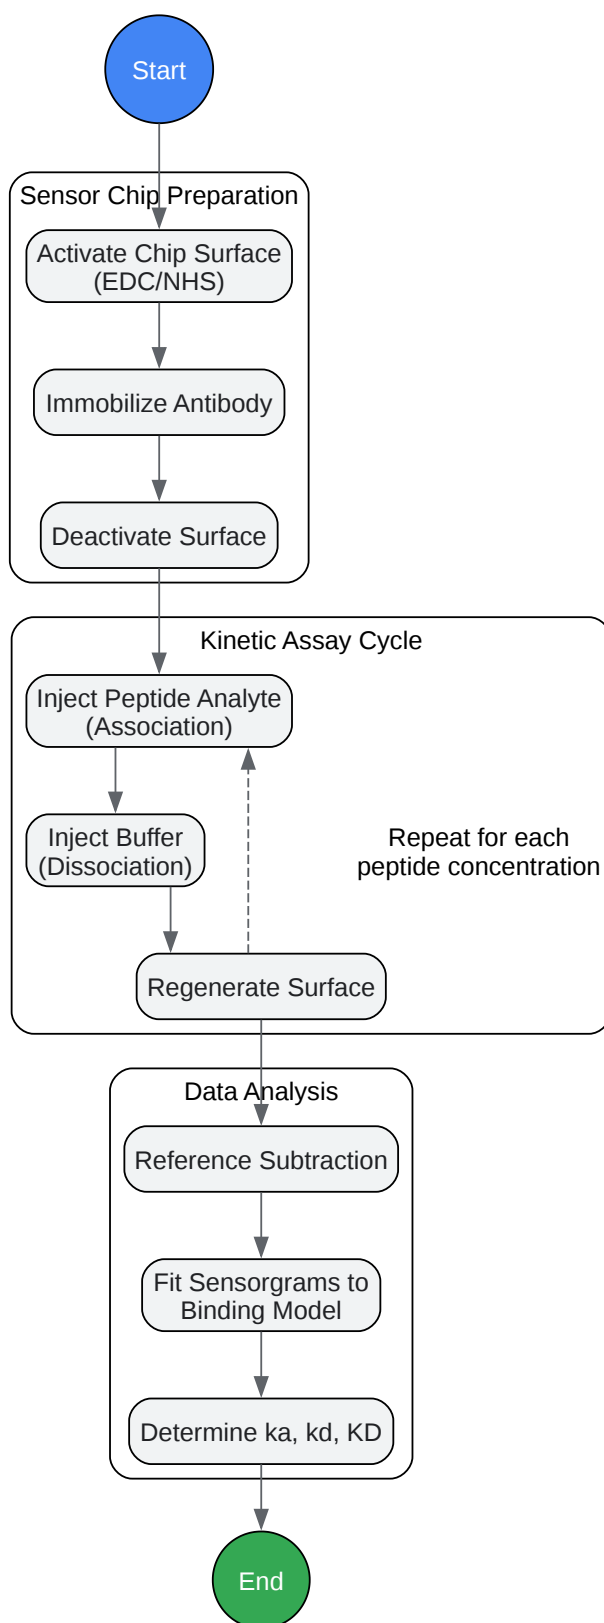 Start
Sensor Chip Preparation
Activate Chip Surface
(EDC/NHS)
Immobilize Antibody
Deactivate Surface
Kinetic Assay Cycle
Inject Peptide Analyte
(Association)
Inject Buffer
(Dissociation)
Repeat for each
peptide concentration
Regenerate Surface
Data Analysis
Reference Subtraction
Fit Sensorgrams to
Binding Model
Determine ka, kd, KD
End